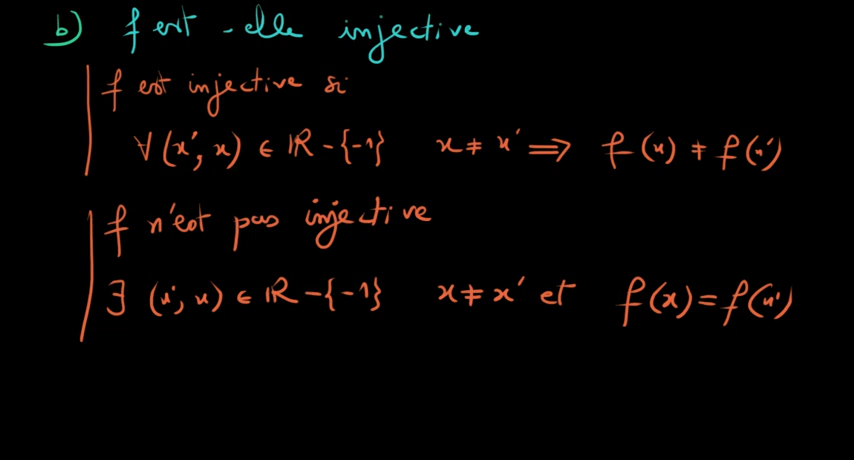 b) f est-elle injective
f est injective si
∀(x', x) ∈ ℝ-{-1} x≠x' ⟹ f(x) ≠ f(x')
f n'est pas injective
∃ (x', x) ∈ ℝ-{-1} x≠x' et f(x)=f(x')